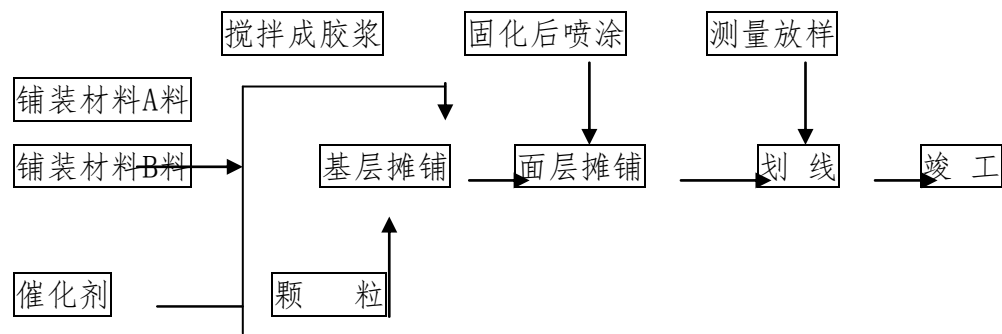 搅拌成胶浆 固化后喷涂 测量放样
铺装材料A料
铺装材料B料 基层摊铺 面层摊铺 划 线 竣 工
催化剂 颗 粒